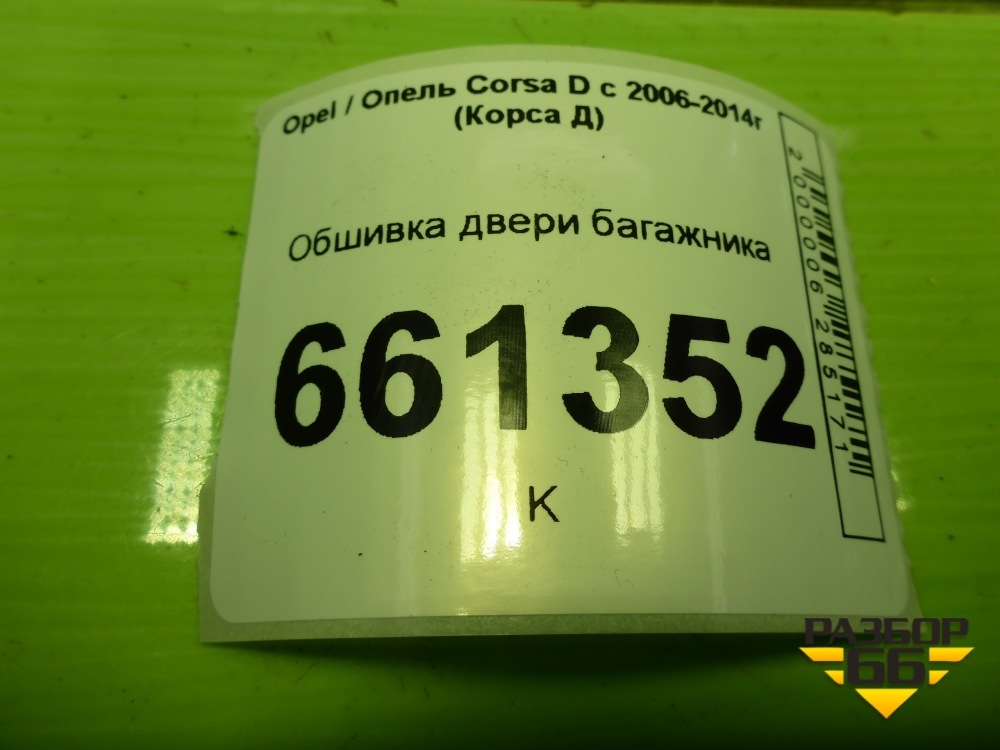 Opel / Опель Corsa D с 2006-2014г
(Корса Д)
Обшивка двери багажника
661352
К
2000006285171
РАЗБОР
66